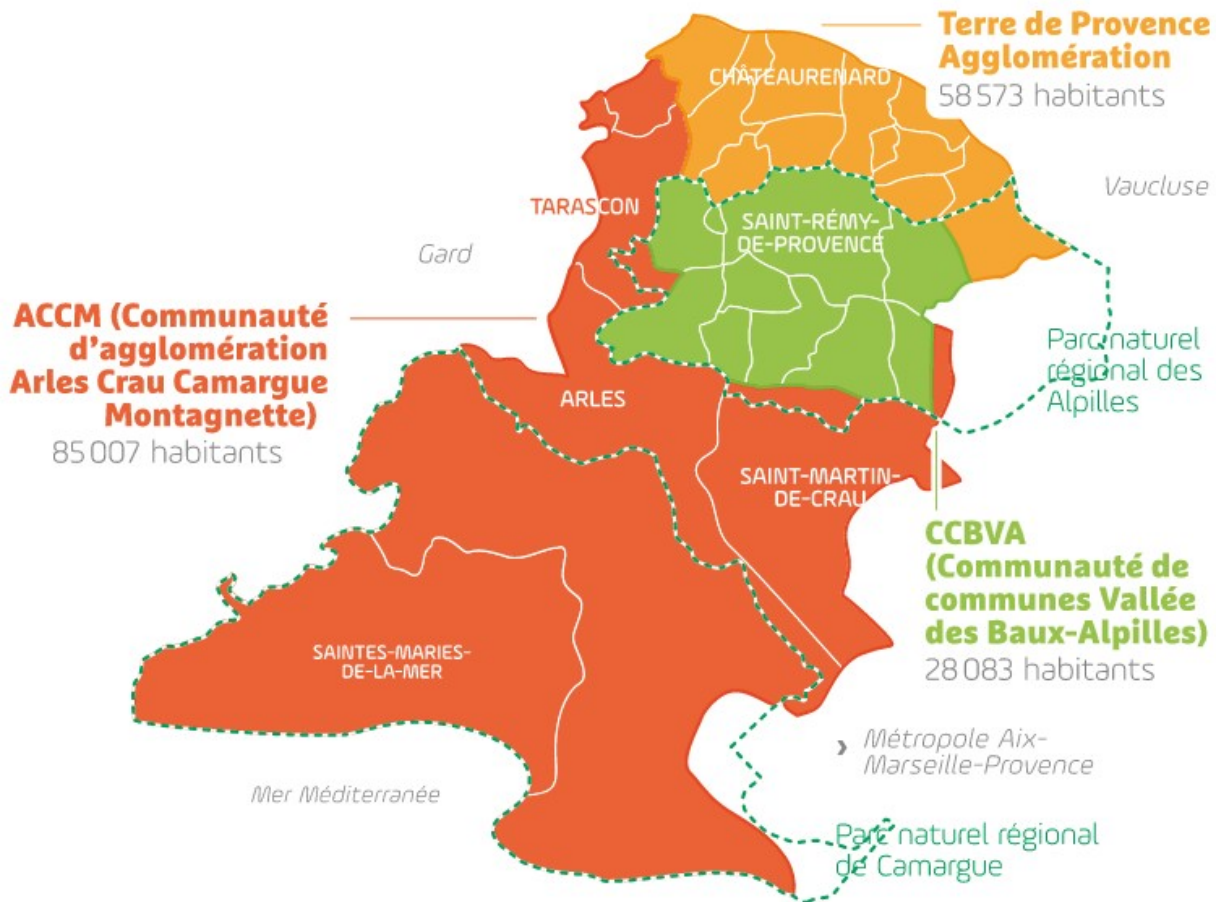 Terre de Provence
Agglomération
58 573 habitants
CHÂTEAURENARD
Vaucluse
TARASCON
SAINT-RÉMY-
DE-PROVENCE
Gard
ACCM (Communauté
d'agglomération
Arles Crau Camargue
Montagnette)
85 007 habitants
Parc naturel
régional des
Alpilles
ARLES
SAINT-MARTIN-
DE-CRAU
CCBVA
(Communauté de
communes Vallée
des Baux-Alpilles)
28 083 habitants
SAINTES-MARIES-
DE-LA-MER
› Métropole Aix-
Marseille-Provence
Mer Méditerranée
Parc naturel régional
de Camargue